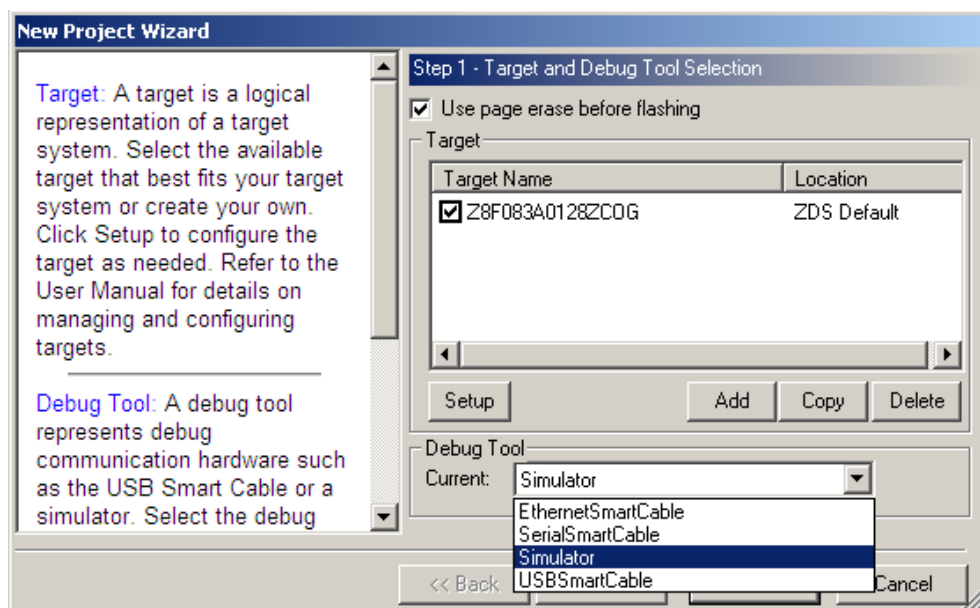 New Project Wizard
Target: A target is a logical
representation of a target
system. Select the available
target that best fits your target
system or create your own.
Click Setup to configure the
target as needed. Refer to the
User Manual for details on
managing and configuring
targets.
Debug Tool: A debug tool
represents debug
communication hardware such
as the USB Smart Cable or a
simulator. Select the debug
Step 1 - Target and Debug Tool Selection
Use page erase before flashing
Target
Target Name Location
Z8F083A0128ZCOG ZDS Default
Setup Add Copy Delete
Debug Tool
Current: Simulator
EthernetSmartCable
SerialSmartCable
Simulator
USBSmartCable
<< Back Cancel